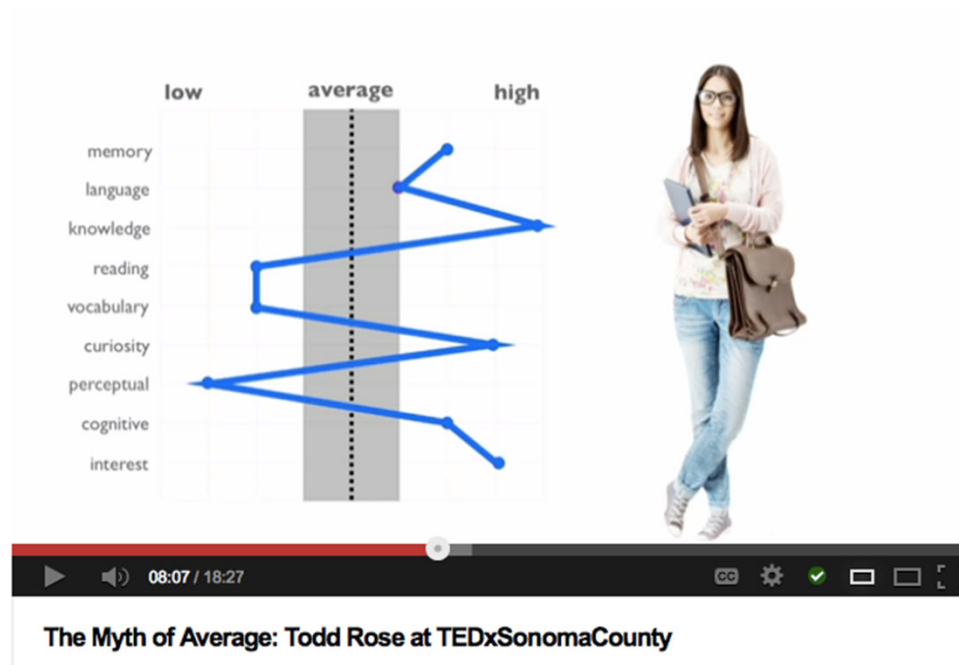 low average high
memory
language
knowledge
reading
vocabulary
curiosity
perceptual
cognitive
interest
08:07 / 18:27 CC
The Myth of Average: Todd Rose at TEDxSonomaCounty